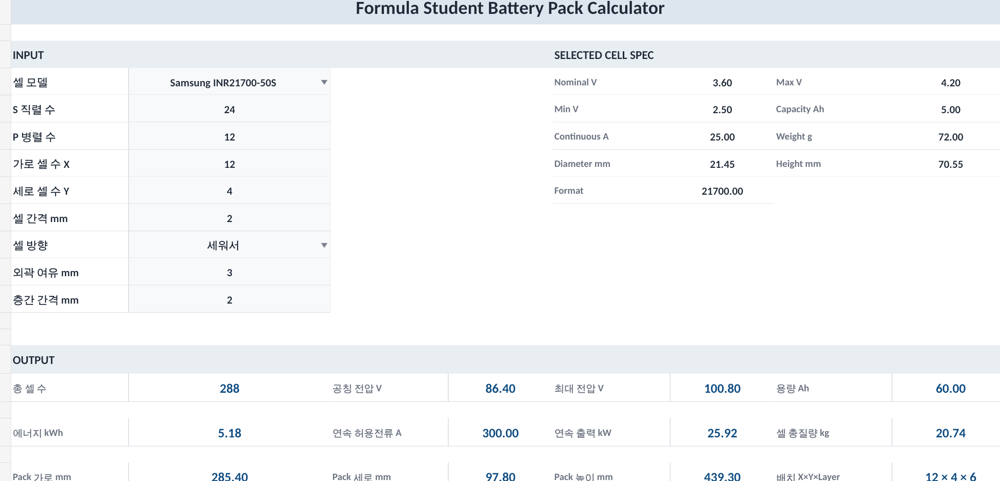 Formula Student Battery Pack Calculator
INPUT SELECTED CELL SPEC
셀 모델 Samsung INR21700-50S Nominal V 3.60 Max V 4.20
S 직렬 수 24 Min V 2.50 Capacity Ah 5.00
P 병렬 수 12 Continuous A 25.00 Weight g 72.00
가로 셀 수 X 12 Diameter mm 21.45 Height mm 70.55
세로 셀 수 Y 4 Format 21700.00
셀 간격 mm 2
셀 방향 세워서
외곽 여유 mm 3
층간 간격 mm 2
OUTPUT
총 셀 수 288 공칭 전압 V 86.40 최대 전압 V 100.80 용량 Ah 60.00
에너지 kWh 5.18 연속 허용전류 A 300.00 연속 출력 kW 25.92 셀 총질량 kg 20.74
Pack 가로 mm 285.40 Pack 세로 mm 97.80 Pack 높이 mm 439.30 배치 X×Y×Layer 12 × 4 × 6